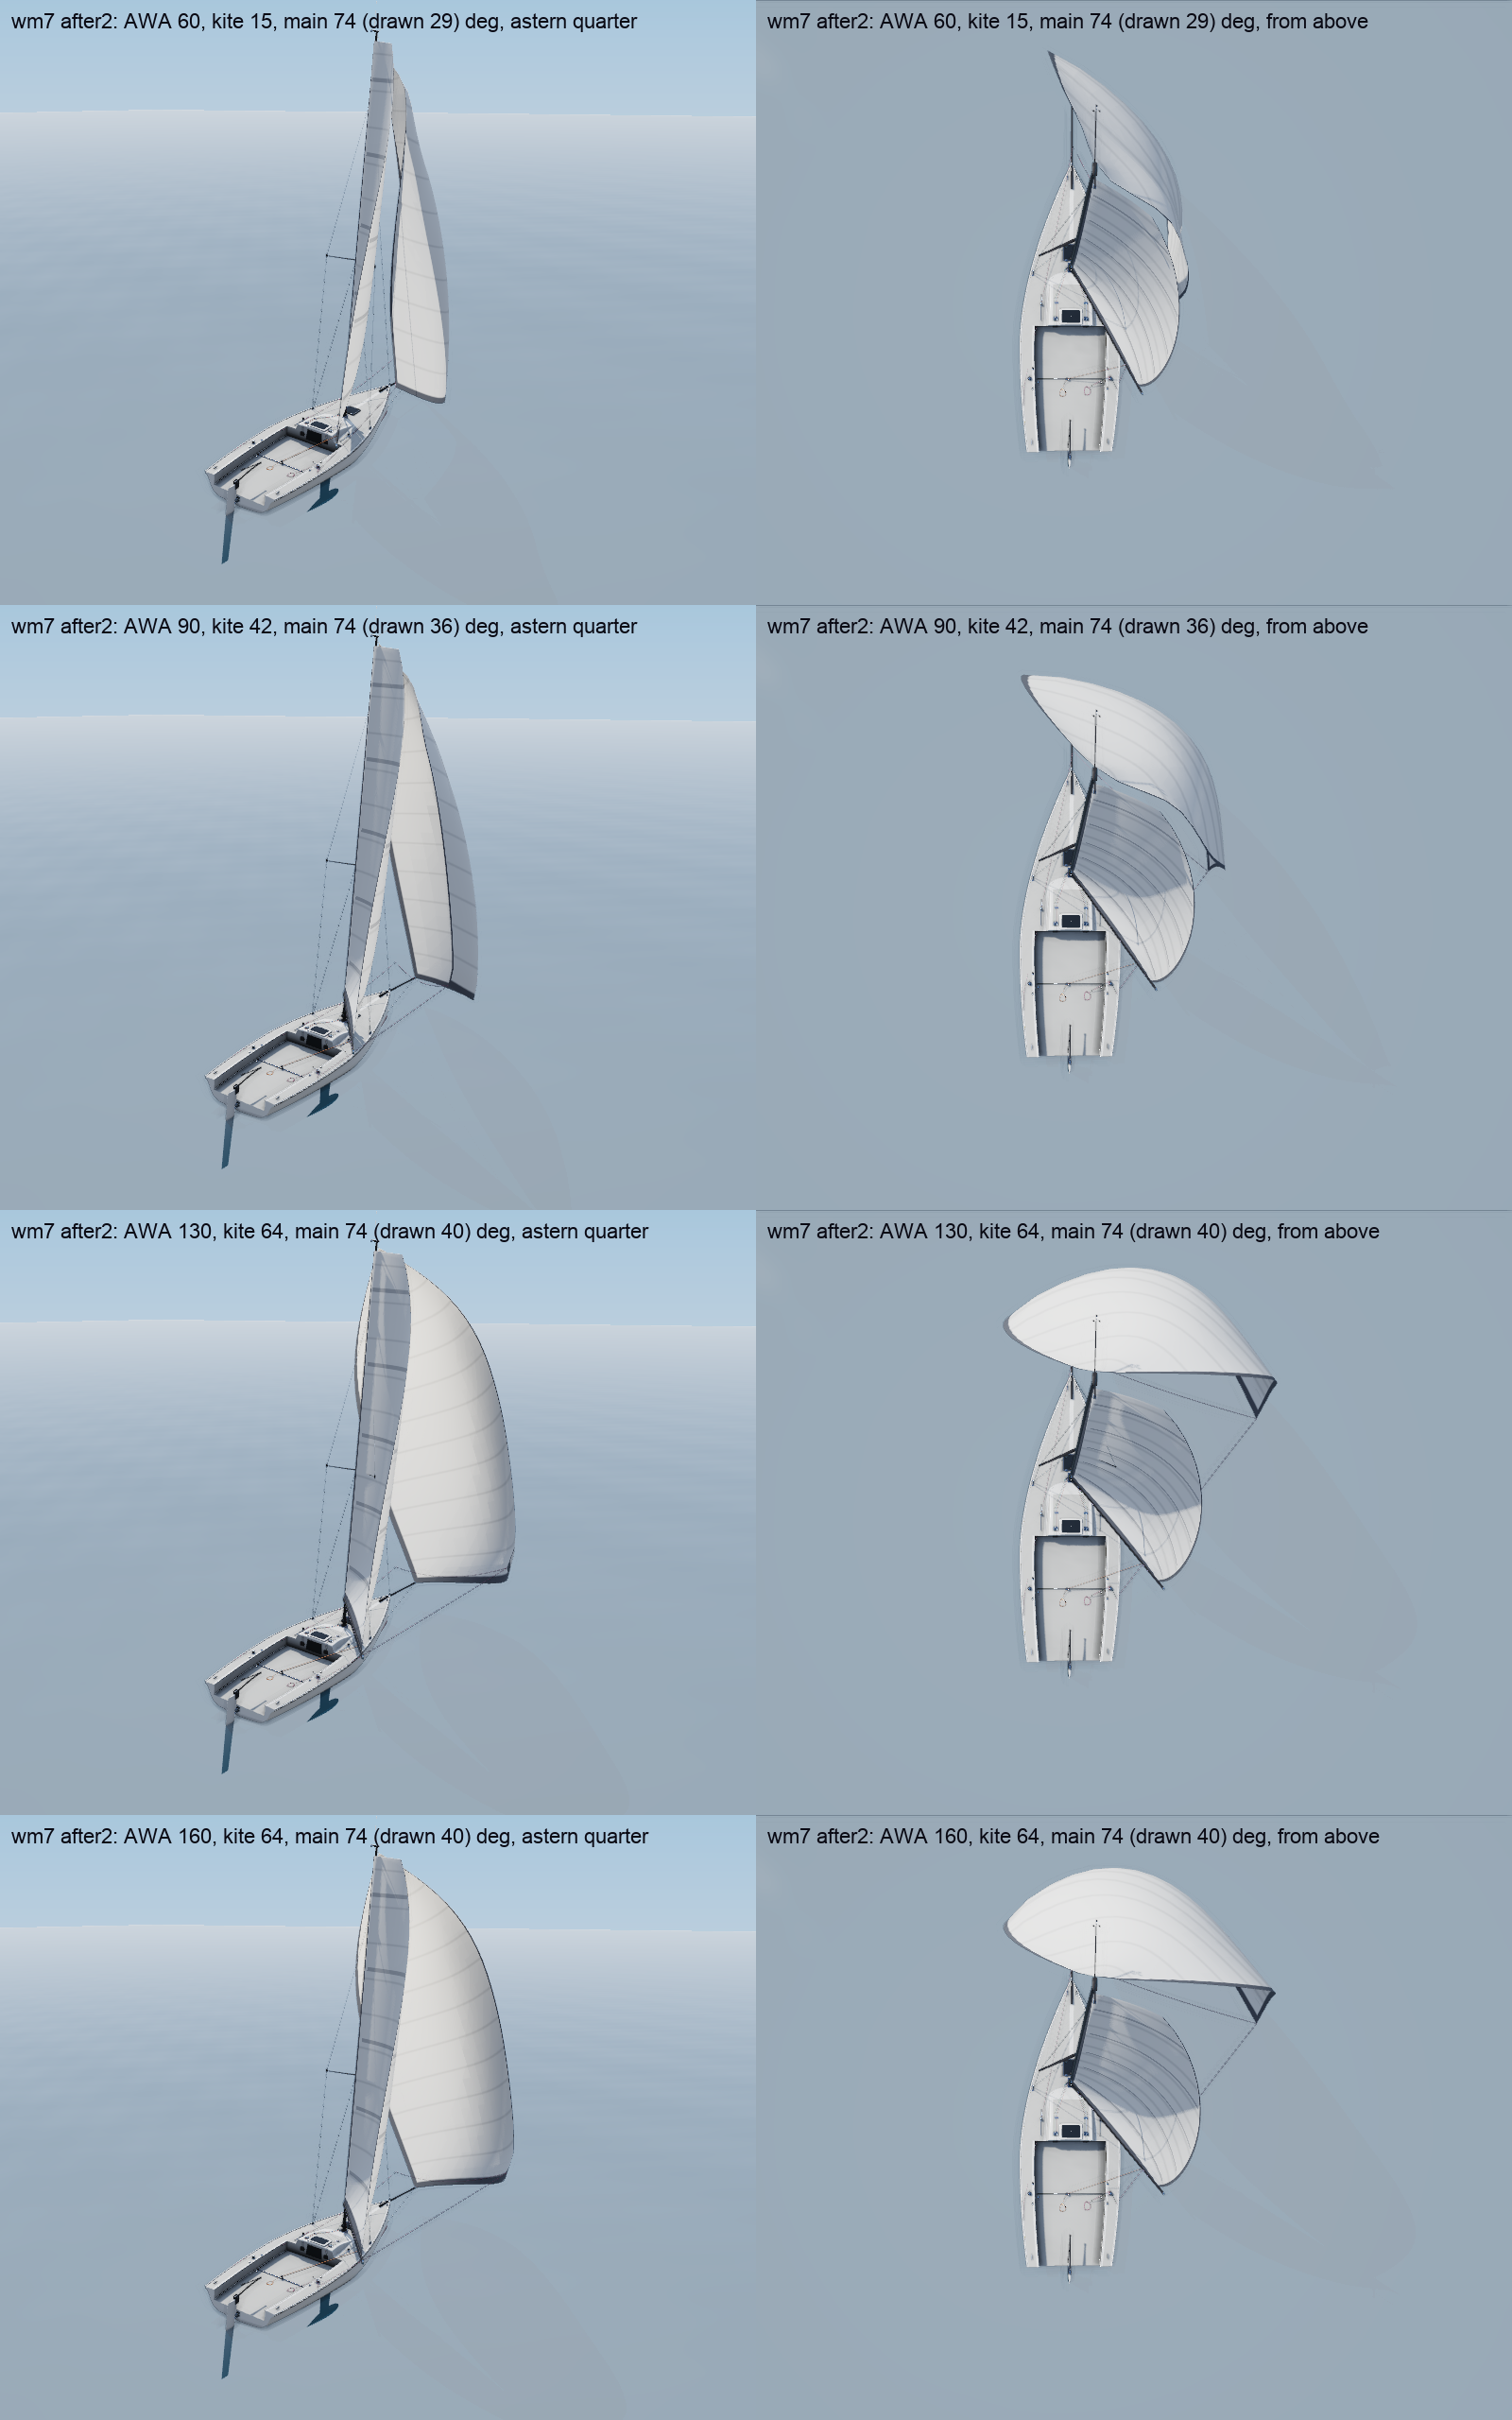 wm7 after2: AWA 60, kite 15, main 74 (drawn 29) deg, astern quarter
wm7 after2: AWA 60, kite 15, main 74 (drawn 29) deg, from above
wm7 after2: AWA 90, kite 42, main 74 (drawn 36) deg, astern quarter
wm7 after2: AWA 90, kite 42, main 74 (drawn 36) deg, from above
wm7 after2: AWA 130, kite 64, main 74 (drawn 40) deg, astern quarter
wm7 after2: AWA 130, kite 64, main 74 (drawn 40) deg, from above
wm7 after2: AWA 160, kite 64, main 74 (drawn 40) deg, astern quarter
wm7 after2: AWA 160, kite 64, main 74 (drawn 40) deg, from above